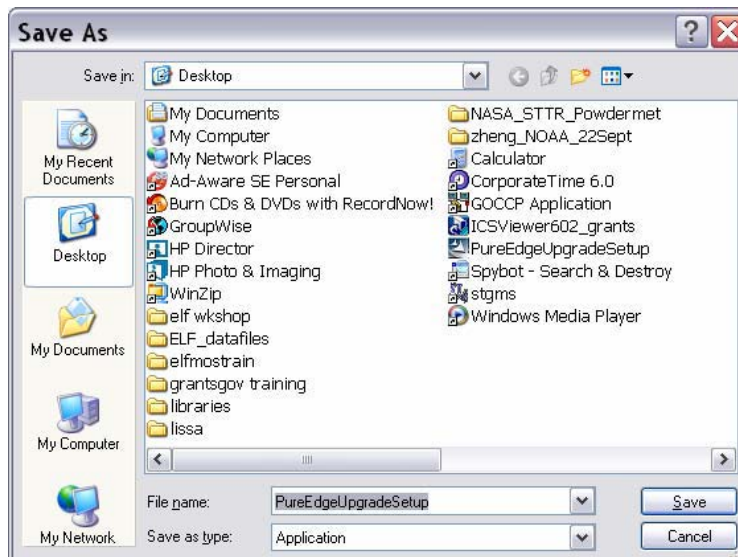 Save As
Save in:
Desktop
My Recent Documents
Desktop
My Documents
My Computer
My Network
My Documents
My Computer
My Network Places
Ad-Aware SE Personal
Burn CDs & DVDs with RecordNow!
GroupWise
HP Director
HP Photo & Imaging
WinZip
elf wkshop
ELF_datafiles
elfmostrain
grantsgov training
libraries
lissa
NASA_STTR_Powdermet
zheng_NOAA_22Sept
Calculator
CorporateTime 6.0
GOCCP Application
ICSViewer602_grants
PureEdgeUpgradeSetup
Spybot - Search & Destroy
stgms
Windows Media Player
File name:
PureEdgeUpgradeSetup
Save
Save as type:
Application
Cancel